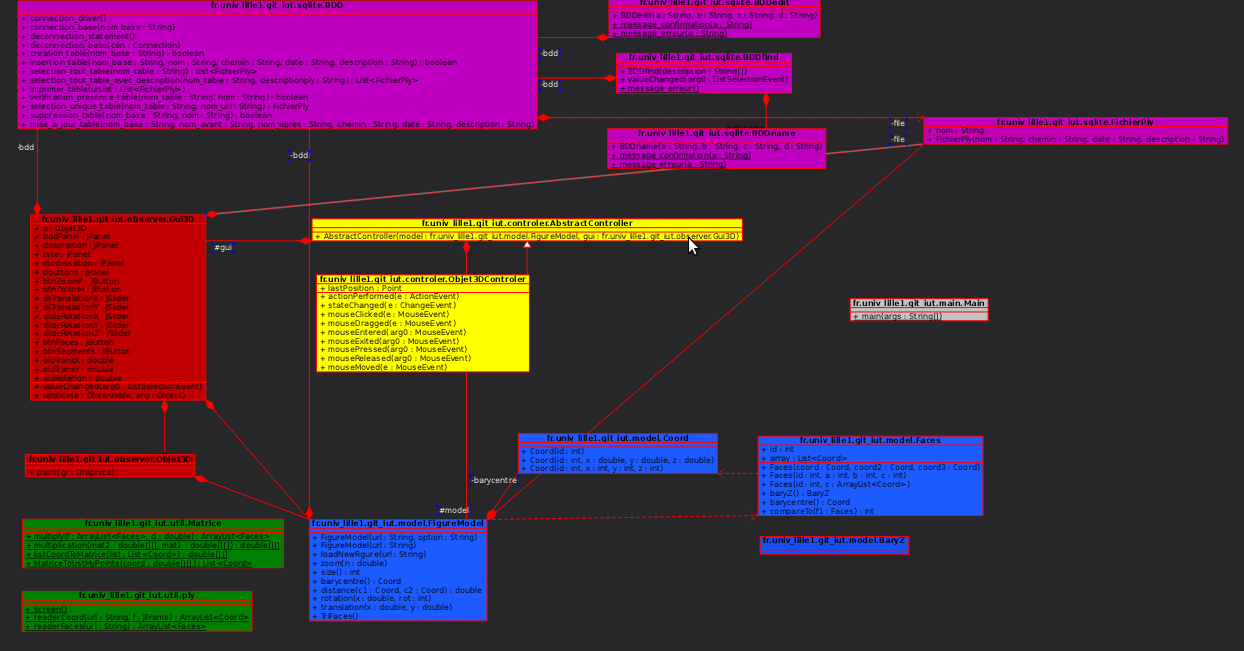 fr.univ_lille1.git_iut.sqlite.BDD
+ connection_driver()
+ connection_base(nom_base : String)
+ deconnection_statement()
+ deconnection_base(con : Connection)
+ creation_table(nom_base : String) : boolean
+ insertion_table(nom_base : String, nom : String, chemin : String, date : String, description : String) : boolean
+ selection_tout_table(nom_table : String) : List<FichierPly>
+ selection_tout_table_avec_description(nom_table : String, descriptionply : String) : List<FichierPly>
+ imprimer_table(urList : List<FichierPly>)
+ verification_presence_table(nom_table : String, nom : String) : boolean
+ selection_unique_table(nom_table : String, nom_url : String) : FichierPly
+ suppression_table(nom_base : String, nom : String) : boolean
+ mise_a_jour_table(nom_base : String, nom_avant : String, nom_apres : String, chemin : String, date : String, description : String)
fr.univ_lille1.git_iut.sqlite.BDDedit
+ BDDedit(a : String, b : String, c : String, d : String)
+ message_confirmation(a : String)
+ message_erreur(a : String)
-bdd
fr.univ_lille1.git_iut.sqlite.BDDfind
+ BDDfind(description : String[])
+ valueChanged(arg0 : ListSelectionEvent)
+ message_erreur()
-bdd
-file
-file
fr.univ_lille1.git_iut.sqlite.FichierPly
+ nom : String
+ FichierPly(nom : String, chemin : String, date : String, description : String)
fr.univ_lille1.git_iut.sqlite.BDDname
+ BDDname(a : String, b : String, c : String, d : String)
+ message_confirmation(a : String)
+ message_erreur(a : String)
-bdd
-bdd
fr.univ_lille1.git_iut.observer.Gui3D
+ o : Objet3D
+ bddPanel : JPanel
+ description : JPanel
+ liste : JPanel
+ modelisation : JPanel
+ bouttons : JPanel
+ btnZoomP : JButton
+ btnZoomM : JButton
+ sliTranslationX : JSlider
+ sliTranslationY : JSlider
+ slideRotationX : JSlider
+ slideRotationY : JSlider
+ slideRotationZ : JSlider
+ btnFaces : JButton
+ btnSegments : JButton
+ oldTransX : double
+ oldTransY : double
+ oldRotation : double
+ valueChanged(arg0 : ListSelectionEvent)
+ update(o : Observable, arg : Object)
#gui
fr.univ_lille1.git_iut.controler.AbstractController
+ AbstractController(model : fr.univ_lille1.git_iut.model.FigureModel, gui : fr.univ_lille1.git_iut.observer.Gui3D)
fr.univ_lille1.git_iut.controler.Objet3DControler
+ lastPosition : Point
+ actionPerformed(e : ActionEvent)
+ stateChanged(e : ChangeEvent)
+ mouseClicked(e : MouseEvent)
+ mouseDragged(e : MouseEvent)
+ mouseEntered(arg0 : MouseEvent)
+ mouseExited(arg0 : MouseEvent)
+ mousePressed(arg0 : MouseEvent)
+ mouseReleased(arg0 : MouseEvent)
+ mouseMoved(e : MouseEvent)
fr.univ_lille1.git_iut.main.Main
+ main(args : String[])
fr.univ_lille1.git_iut.observer.Objet3D
+ paint(gr : Graphics)
fr.univ_lille1.git_iut.model.Coord
+ Coord(id : int)
+ Coord(id : int, x : double, y : double, z : double)
+ Coord(id : int, x : int, y : int, z : int)
-barycentre
#model
fr.univ_lille1.git_iut.model.Faces
+ id : int
+ array : List<Coord>
+ Faces(coord : Coord, coord2 : Coord, coord3 : Coord)
+ Faces(id : int, a : int, b : int, c : int)
+ Faces(id : int, c : ArrayList<Coord>)
+ baryZ() : BaryZ
+ barycentre() : Coord
+ compareTo(f1 : Faces) : int
fr.univ_lille1.git_iut.model.BaryZ
fr.univ_lille1.git_iut.util.Matrice
+ multiply(f : ArrayList<Faces>, d : double) : ArrayList<Faces>
+ multiplication(mat2 : double[][], mat1 : double[][]) : double[][]
+ listCoordToMatrice(list : List<Coord>) : double[][]
+ MatriceToListMyPoints(coord : double[][]) : List<Coord>
fr.univ_lille1.git_iut.model.FigureModel
+ FigureModel(url : String, option : String)
+ FigureModel(url : String)
+ loadNewFigure(url : String)
+ zoom(n : double)
+ size() : int
+ barycentre() : Coord
+ distance(c1 : Coord, c2 : Coord) : double
+ rotation(x : double, rot : int)
+ translation(x : double, y : double)
+ TriFaces()
fr.univ_lille1.git_iut.util.ply
+ screen()
+ readerCoord(url : String, f : JFrame) : ArrayList<Coord>
+ readerFaces(url : String) : ArrayList<Faces>